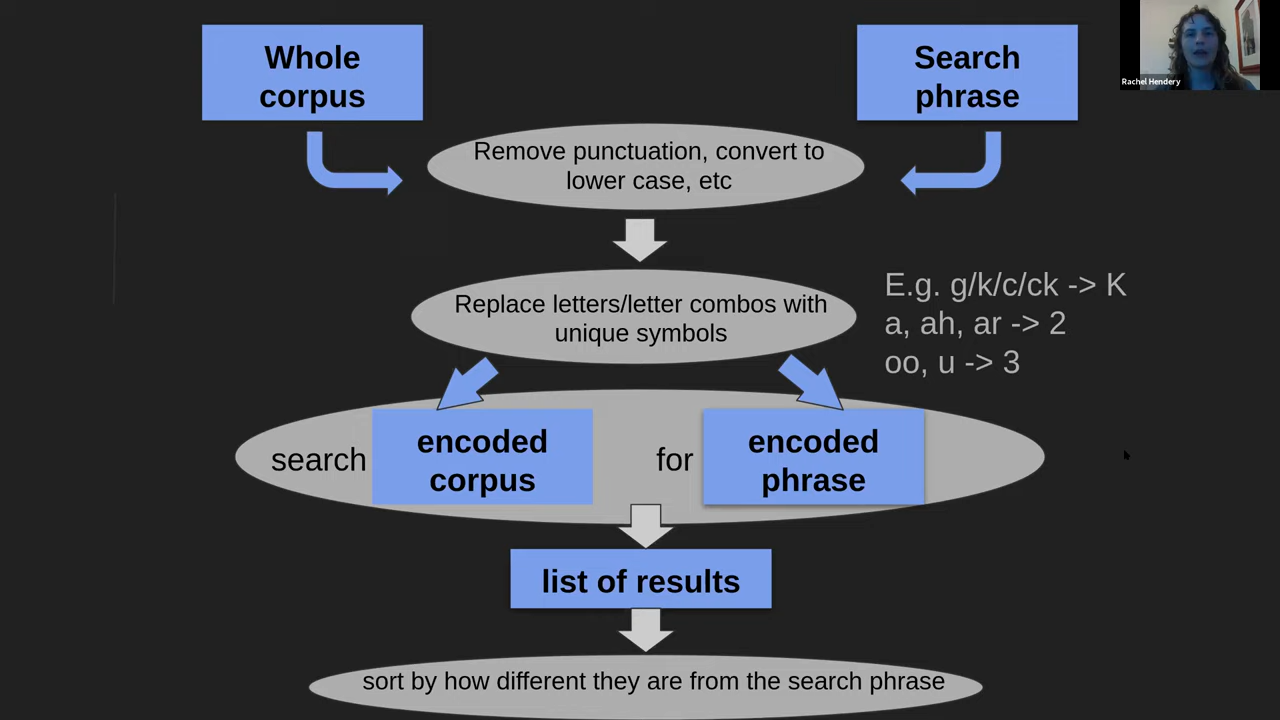 Whole
corpus
Search
phrase
Rachel Hendery
Remove punctuation, convert to
lower case, etc
Replace letters/letter combos with
unique symbols
E.g. g/k/c/ck -> K
a, ah, ar -> 2
oo, u -> 3
search
encoded
corpus
for
encoded
phrase
list of results
sort by how different they are from the search phrase